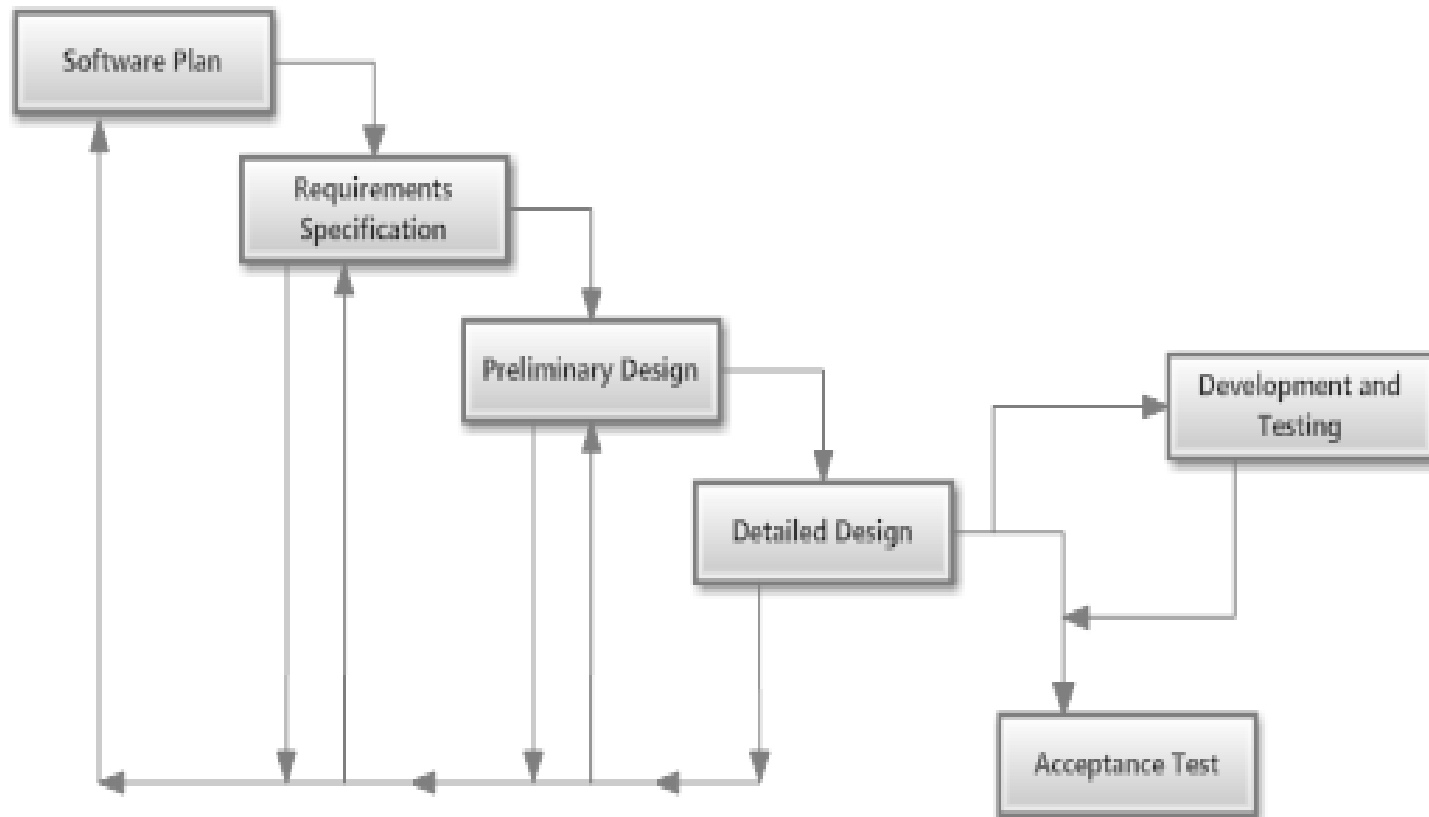 Software Plan
Requirements
Specification
Preliminary Design
Development and
Testing
Detailed Design
Acceptance Test